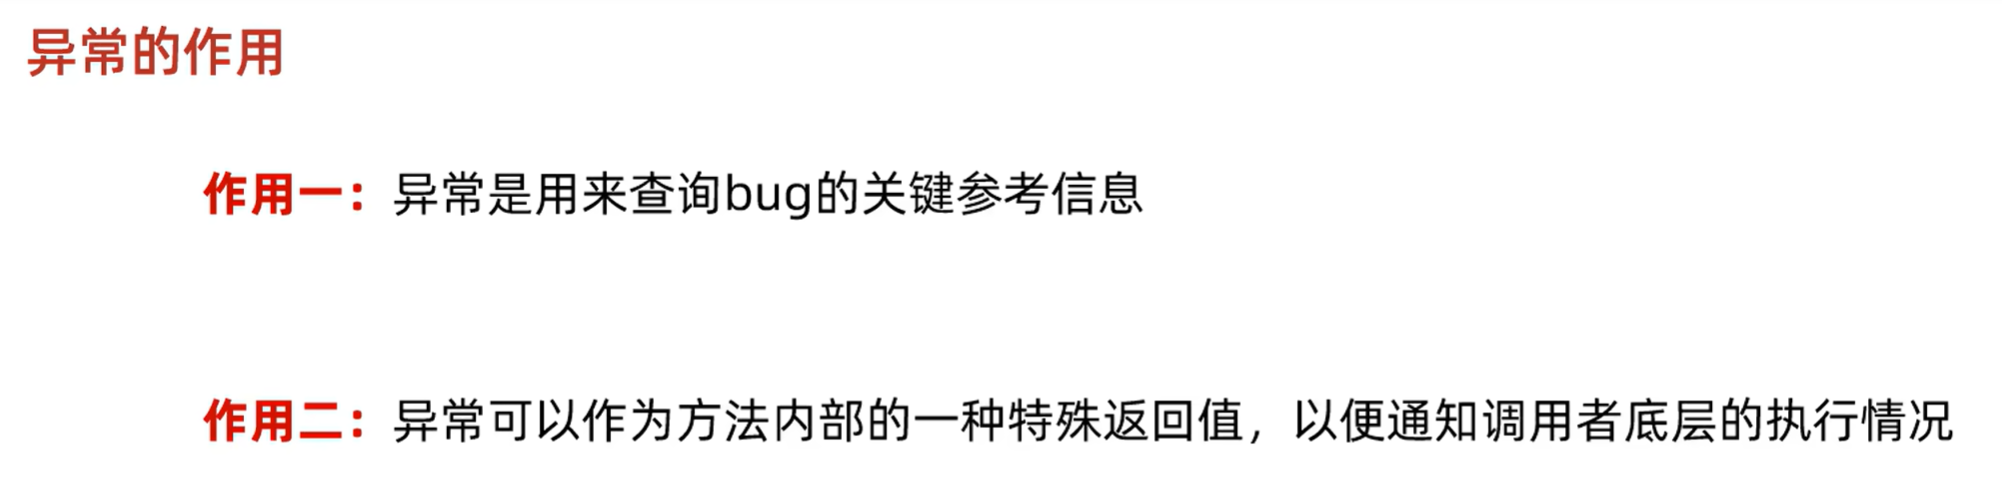 异常的作用
作用一：异常是用来查询bug的关键参考信息
作用二：异常可以作为方法内部的一种特殊返回值，以便通知调用者底层的执行情况